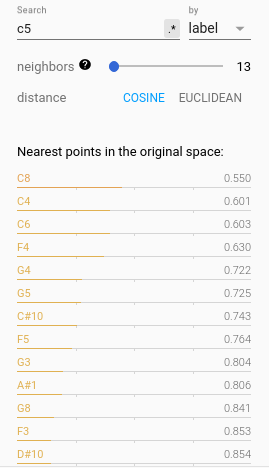 Search by
c5 .* label
neighbors ? 13
distance COSINE EUCLIDEAN
Nearest points in the original space:
C8 0.550
C4 0.601
C6 0.603
F4 0.630
G4 0.722
G5 0.725
C#10 0.743
F5 0.764
G3 0.804
A#1 0.806
G8 0.841
F3 0.853
D#10 0.854